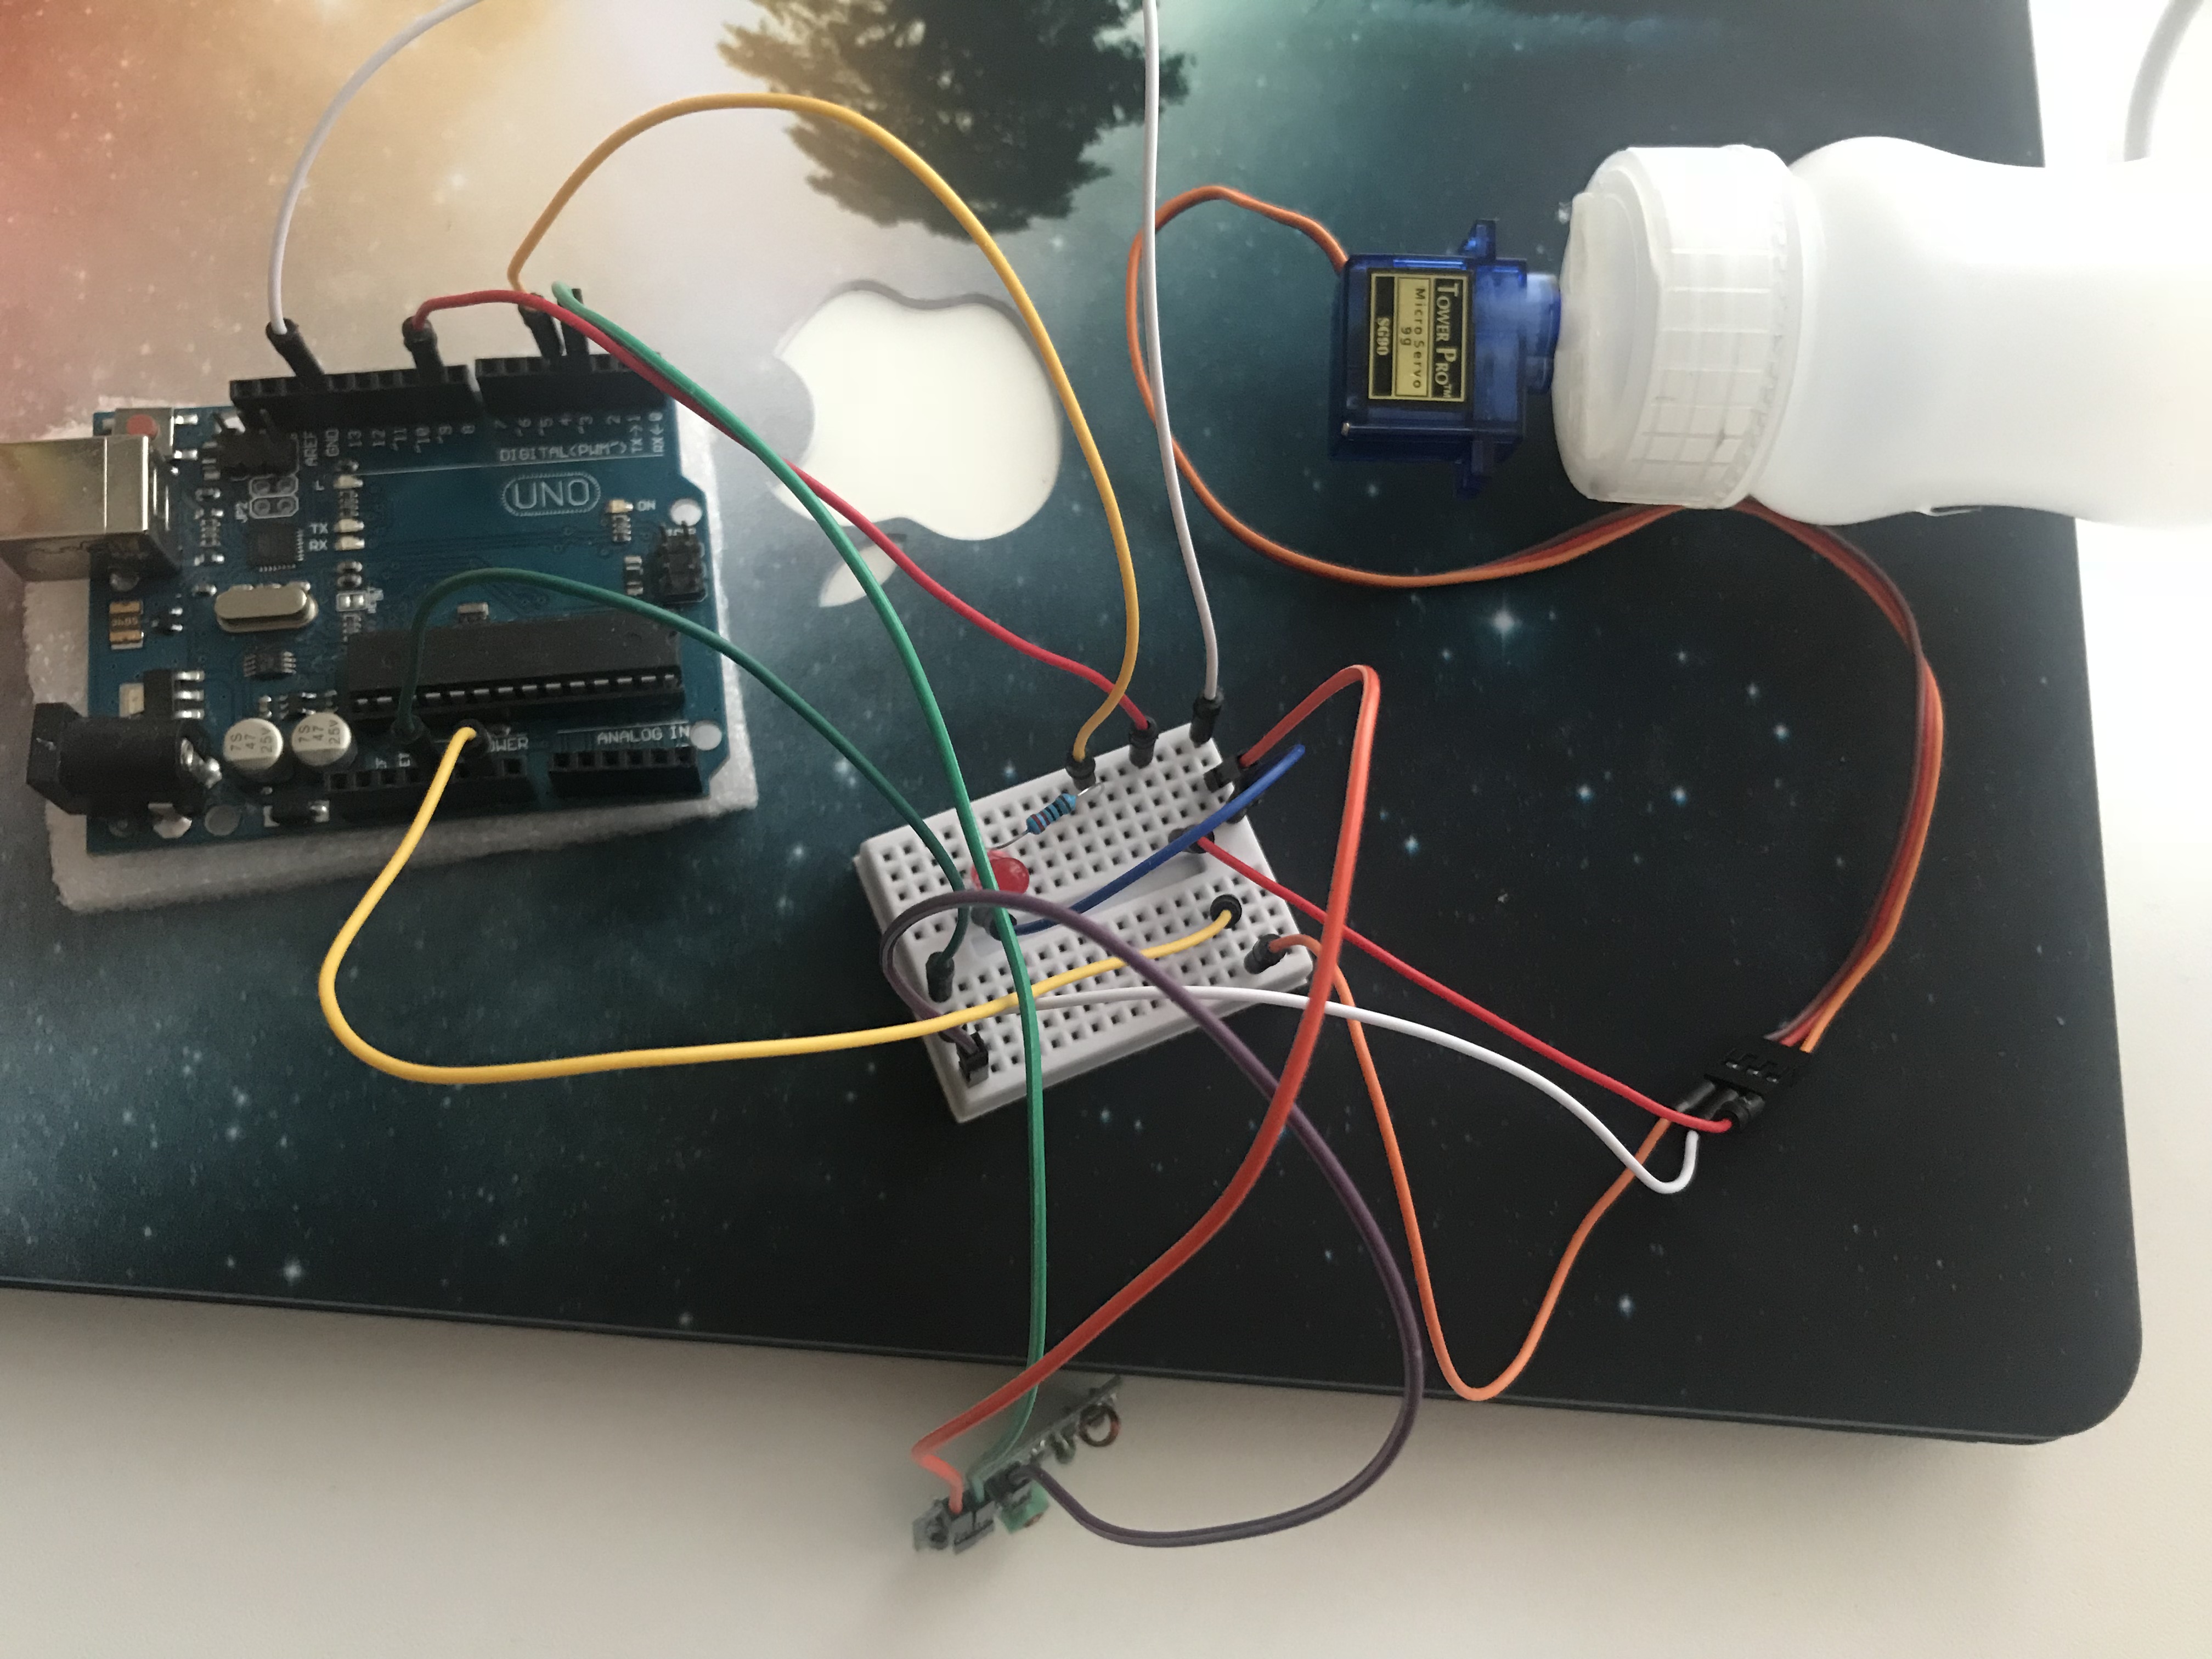 7S
47
25V
7S
47
25V
JP2
TX
RX
L
AREF
GND
13
12
~11
~10
~9
8
7
~6
~5
4
~3
2
TX→1
RX←0
DIGITAL(PWM~)
UNO
ON
ANALOG IN
TOWER PRO™
Micro Servo
9g
SG90